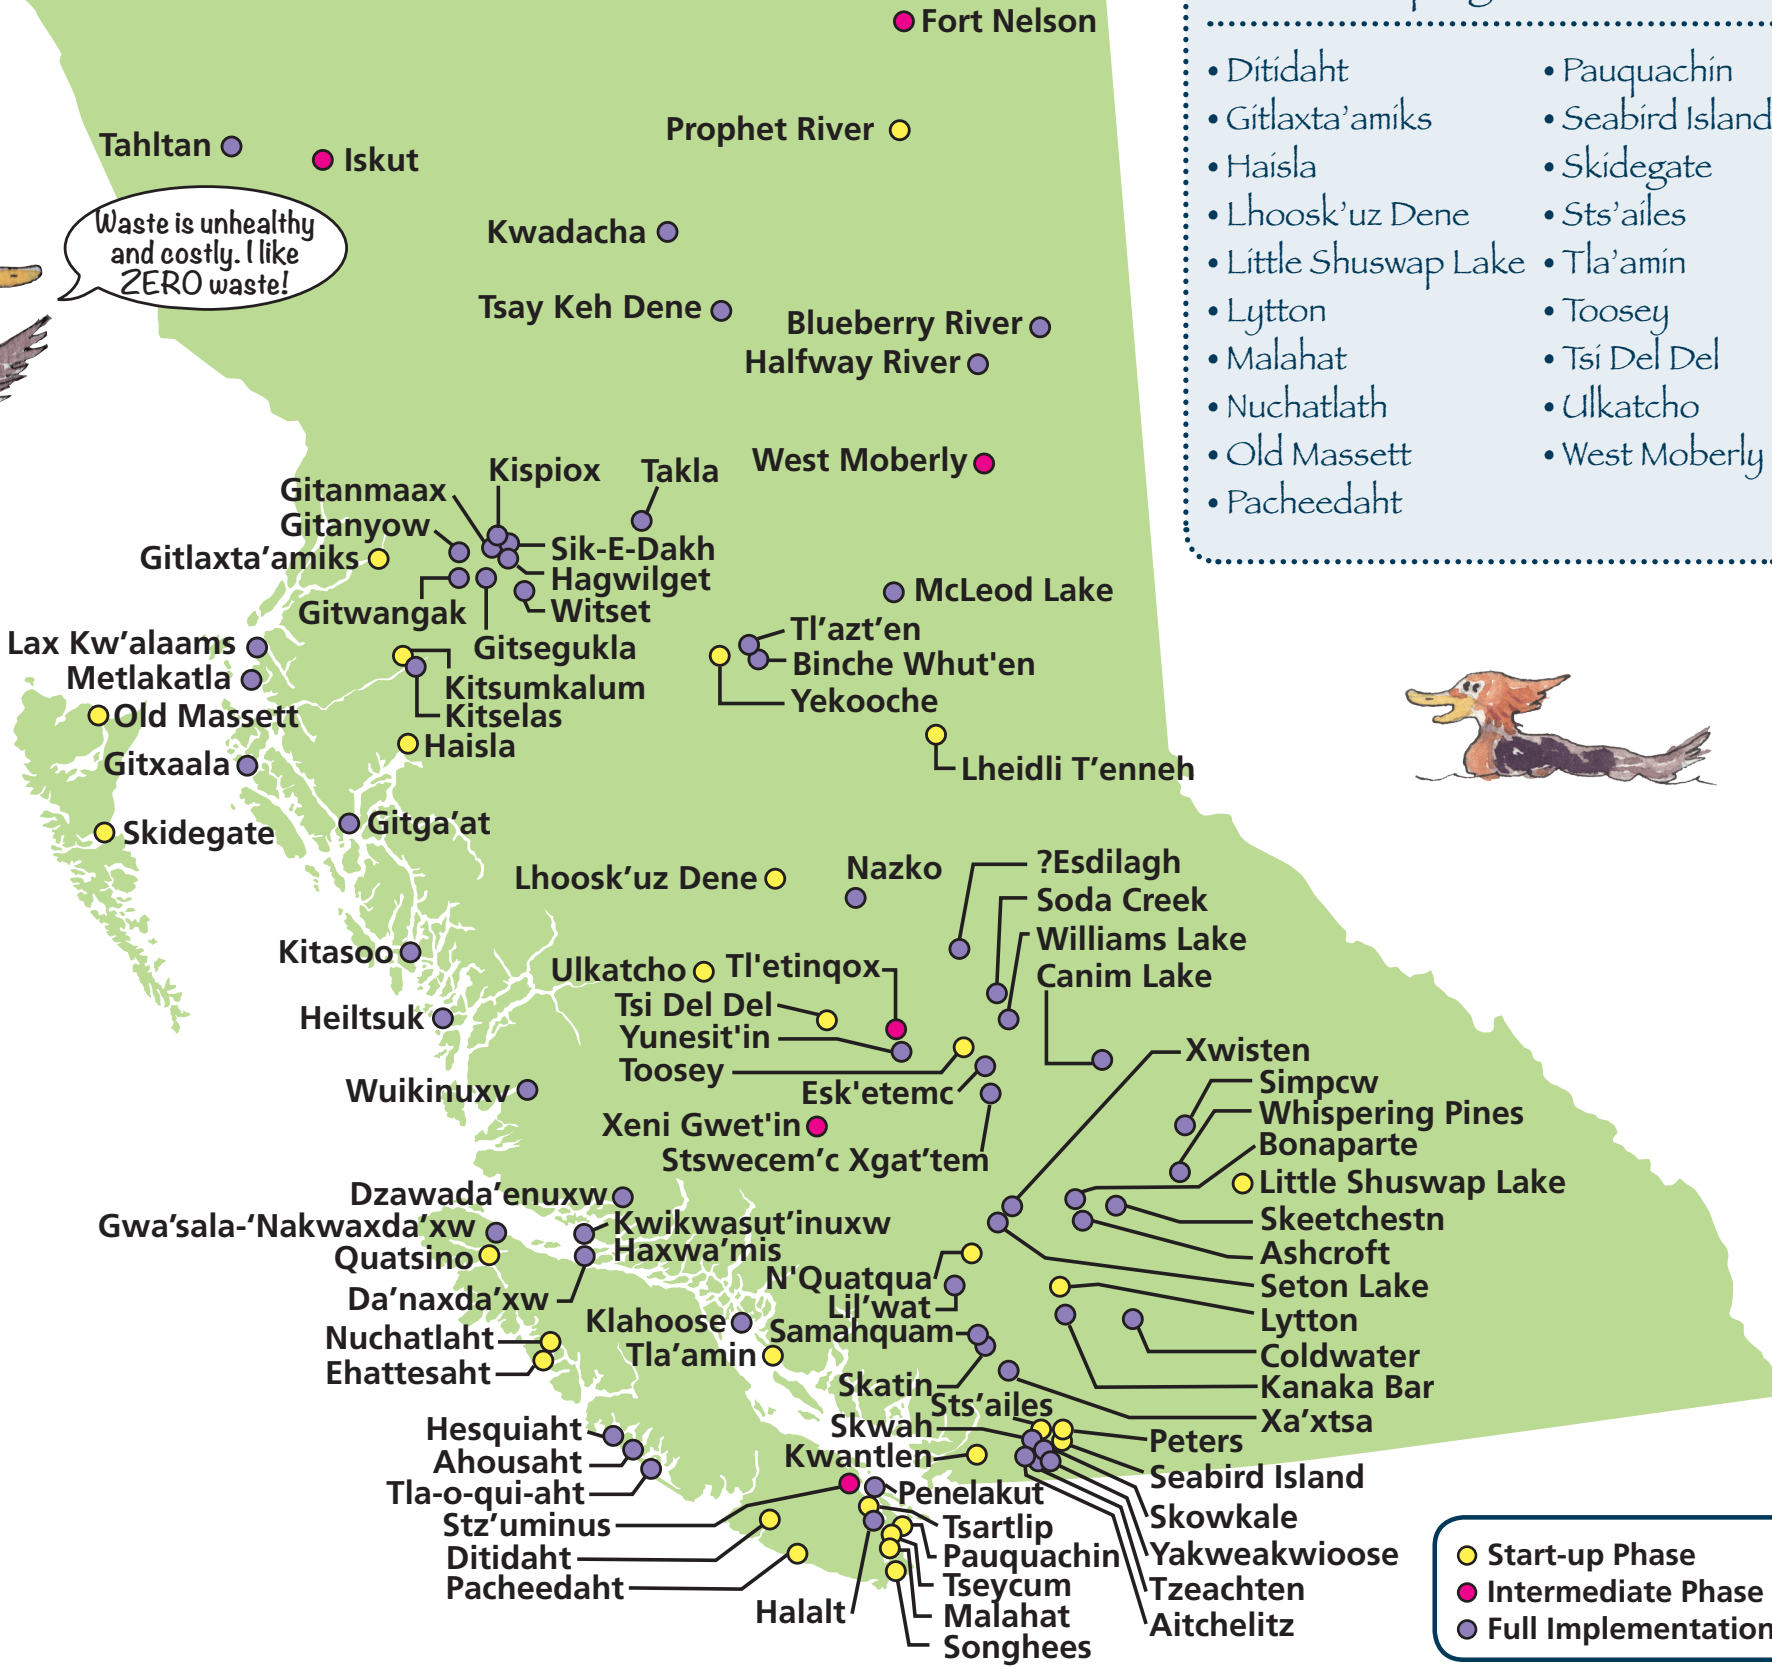 Fort Nelson
Prophet River
Tahltan
Iskut
Waste is unhealthy
and costly. I like
ZERO waste!
Kwadacha
Tsay Keh Dene
Blueberry River
Halfway River
West Moberly
Kispiox
Takla
Gitanmaax
Gitanyow
Gitlaxta’amiks
Sik-E-Dakh
Hagwilget
Witset
Gitwangak
Gitsegukla
McLeod Lake
Tl’azt’en
Binche Whut'en
Yekooche
Lax Kw’alaams
Metlakatla
Kitsumkalum
Kitselas
Old Massett
Haisla
Gitxaala
Lheidli T’enneh
Skidegate
Gitga’at
Lhoosk’uz Dene
Nazko
?Esdilagh
Soda Creek
Williams Lake
Canim Lake
Kitasoo
Ulkatcho
Tl'etinqox
Tsi Del Del
Yunesit'in
Toosey
Heiltsuk
Esk'etemc
Wuikinuxv
Xeni Gwet'in
Stswecem’c Xgat’tem
Xwisten
Simpcw
Whispering Pines
Bonaparte
Little Shuswap Lake
Skeetchestn
Ashcroft
Seton Lake
Lytton
Coldwater
Kanaka Bar
Xa’xtsa
Dzawada’enuxw
Gwa’sala-‘Nakwaxda’xw
Quatsino
Kwikwasut’inuxw
Haxwa’mis
Da’naxda’xw
N'Quatqua
Lil’wat
Klahoose
Samahquam
Nuchatlaht
Tla’amin
Ehattesaht
Skatin
Sts’ailes
Hesquiaht
Skwah
Kwantlen
Ahousaht
Tla-o-qui-aht
Peters
Seabird Island
Skowkale
Yakweakwioose
Tzeachten
Aitchelitz
Penelakut
Stz’uminus
Tsartlip
Ditidaht
Pauquachin
Pacheedaht
Tseycum
Halalt
Malahat
Songhees
• Ditidaht
• Gitlaxta’amiks
• Haisla
• Lhoosk’uz Dene
• Little Shuswap Lake
• Lytton
• Malahat
• Nuchatlath
• Old Massett
• Pacheedaht
• Pauquachin
• Seabird Island
• Skidegate
• Sts’ailes
• Tla’amin
• Toosey
• Tsi Del Del
• Ulkatcho
• West Moberly
Start-up Phase
Intermediate Phase
Full Implementation